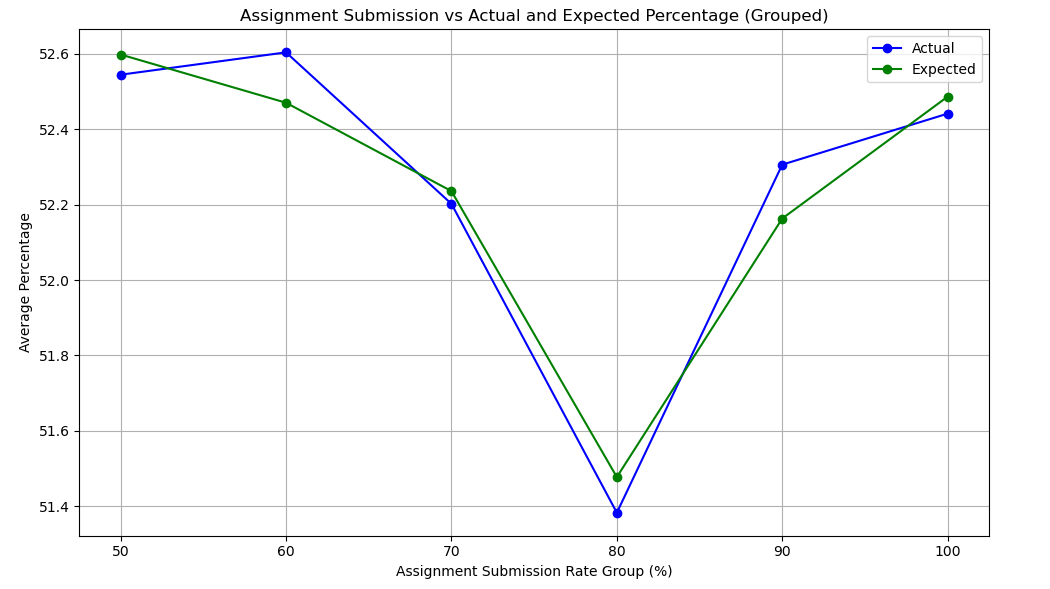 Assignment Submission vs Actual and Expected Percentage (Grouped)
Actual
Expected
Average Percentage
52.6
52.4
52.2
52.0
51.8
51.6
51.4
50 60 70 80 90 100
Assignment Submission Rate Group (%)